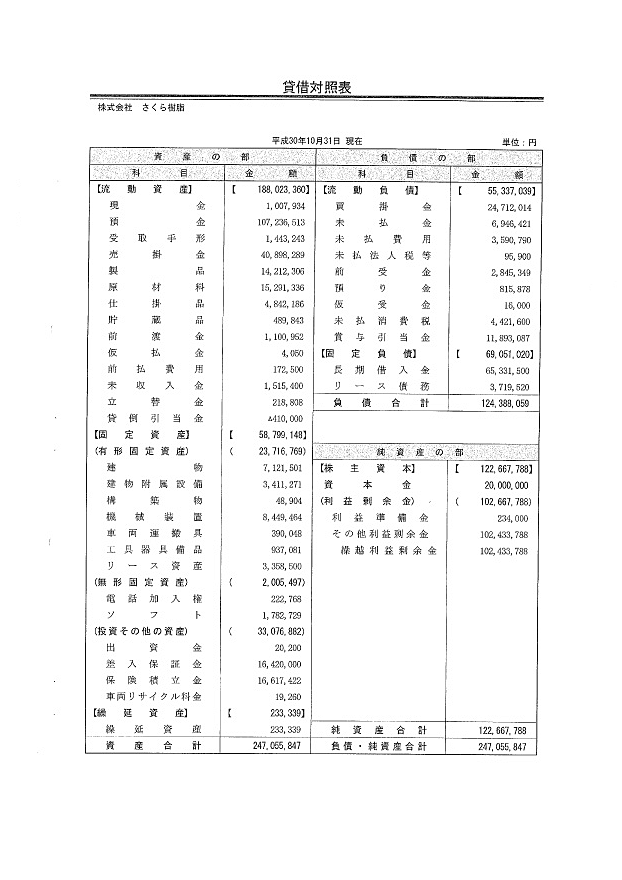 貸借対照表
株式会社 さくら樹脂
平成30年10月31日 現在
単位：円
資産の部
科目 金額
【流動資産】 【 188,023,360】
現金 1,007,934
預金 107,236,513
受取手形 1,443,243
売掛金 40,898,289
製品 14,212,306
原材料 15,291,336
仕掛品 4,842,186
貯蔵品 489,843
前渡金 1,100,952
仮払金 4,050
前払費用 172,500
未収入金 1,515,400
立替金 218,808
貸倒引当金 △410,000
【固定資産】 【 58,799,148】
(有形固定資産) ( 23,716,769)
建物 7,121,501
建物附属設備 3,411,271
構築物 48,904
機械装置 8,449,464
車両運搬具 390,048
工具器具備品 937,081
リース資産 3,358,500
(無形固定資産) ( 2,005,497)
電話加入権 222,768
ソフト 1,782,729
(投資その他の資産) ( 33,076,882)
出資金 20,200
差入保証金 16,420,000
保険積立金 16,617,422
車両リサイクル料金 19,260
【繰延資産】 【 233,339】
繰延資産 233,339
資産合計 247,055,847
負債の部
科目 金額
【流動負債】 【 55,337,039】
買掛金 24,712,014
未払金 6,946,421
未払費用 3,590,790
未払法人税等 95,900
前受金 2,845,349
預り金 815,878
仮受金 16,000
未払消費税 4,421,600
賞与引当金 11,893,087
【固定負債】 【 69,051,020】
長期借入金 65,331,500
リース債務 3,719,520
負債合計 124,388,059
純資産の部
【株主資本】 【 122,667,788】
資本金 20,000,000
(利益剰余金) ( 102,667,788)
利益準備金 234,000
その他利益剰余金 102,433,788
繰越利益剰余金 102,433,788
純資産合計 122,667,788
負債・純資産合計 247,055,847